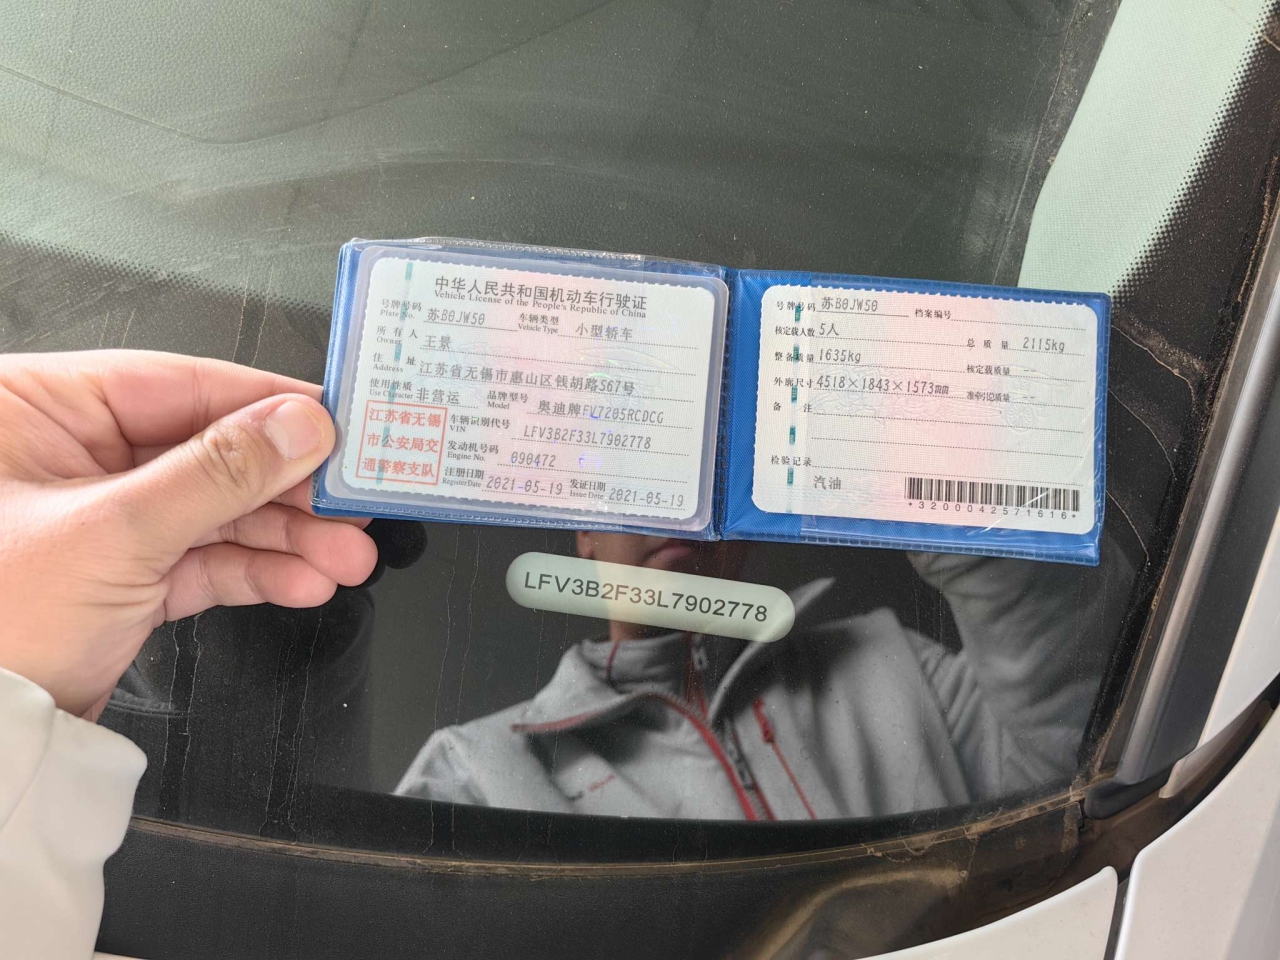 中华人民共和国机动车行驶证
Vehicle License of the People's Republic of China
号牌号码 Plate No. 苏B0JW50 车辆类型 Vehicle Type 小型轿车
所有人 Owner 王景
住址 Address 江苏省无锡市惠山区钱胡路567号
使用性质 Use Character 非营运 品牌型号 Model 奥迪牌FV7205RCDCG
江苏省无锡
市公安局交
通警察支队
车辆识别代号 VIN LFV3B2F33L7902778
发动机号码 Engine No. 090472
注册日期 Register Date 2021-05-19 发证日期 Issue Date 2021-05-19
号牌号码 苏B0JW50 档案编号
核定载人数 5人 总质量 2115kg
整备质量 1635kg 核定载质量 --
外廓尺寸 4518×1843×1573mm 准牵引总质量 --
备注
检验记录
汽油
*3200042571616*
LFV3B2F33L7902778